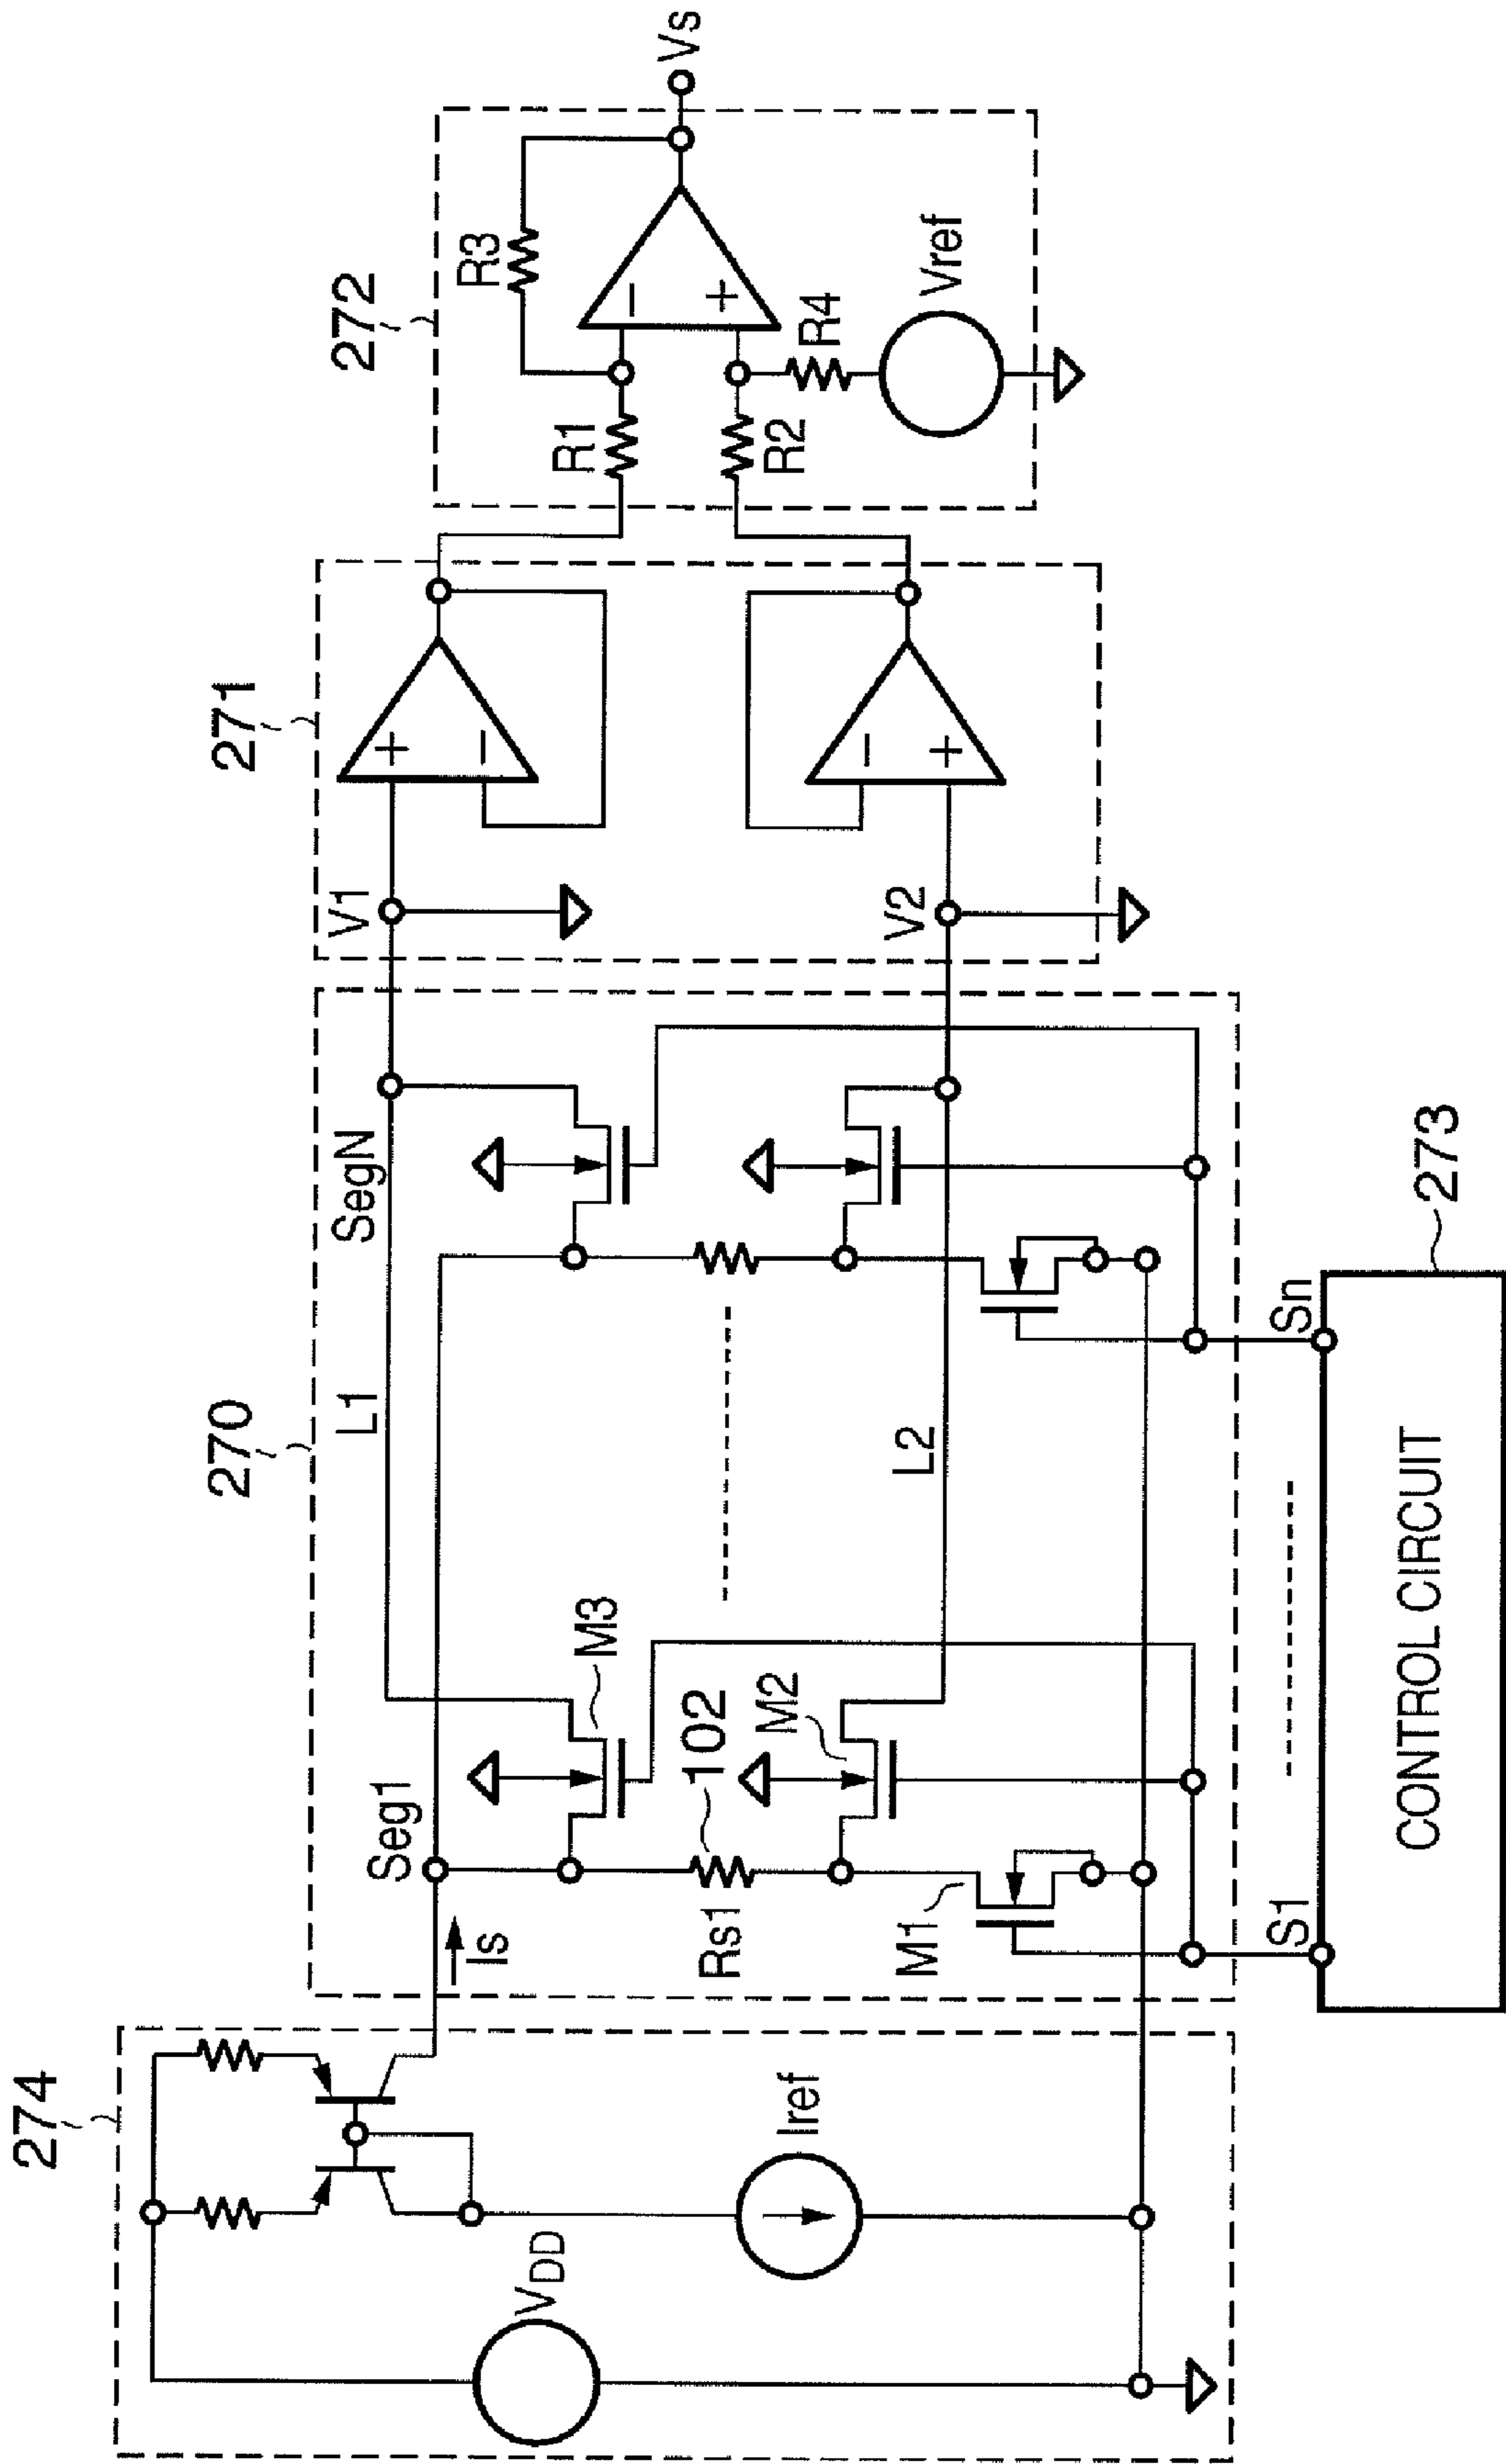 274
V_DD
Iref
Is
270
Seg1
M3
102
Rs1
M2
M1
L1
L2
SegN
S1
Sn
CONTROL CIRCUIT
273
271
V1
+
−
V2
−
+
272
R1
R2
R3
−
+
R4
Vref
Vs